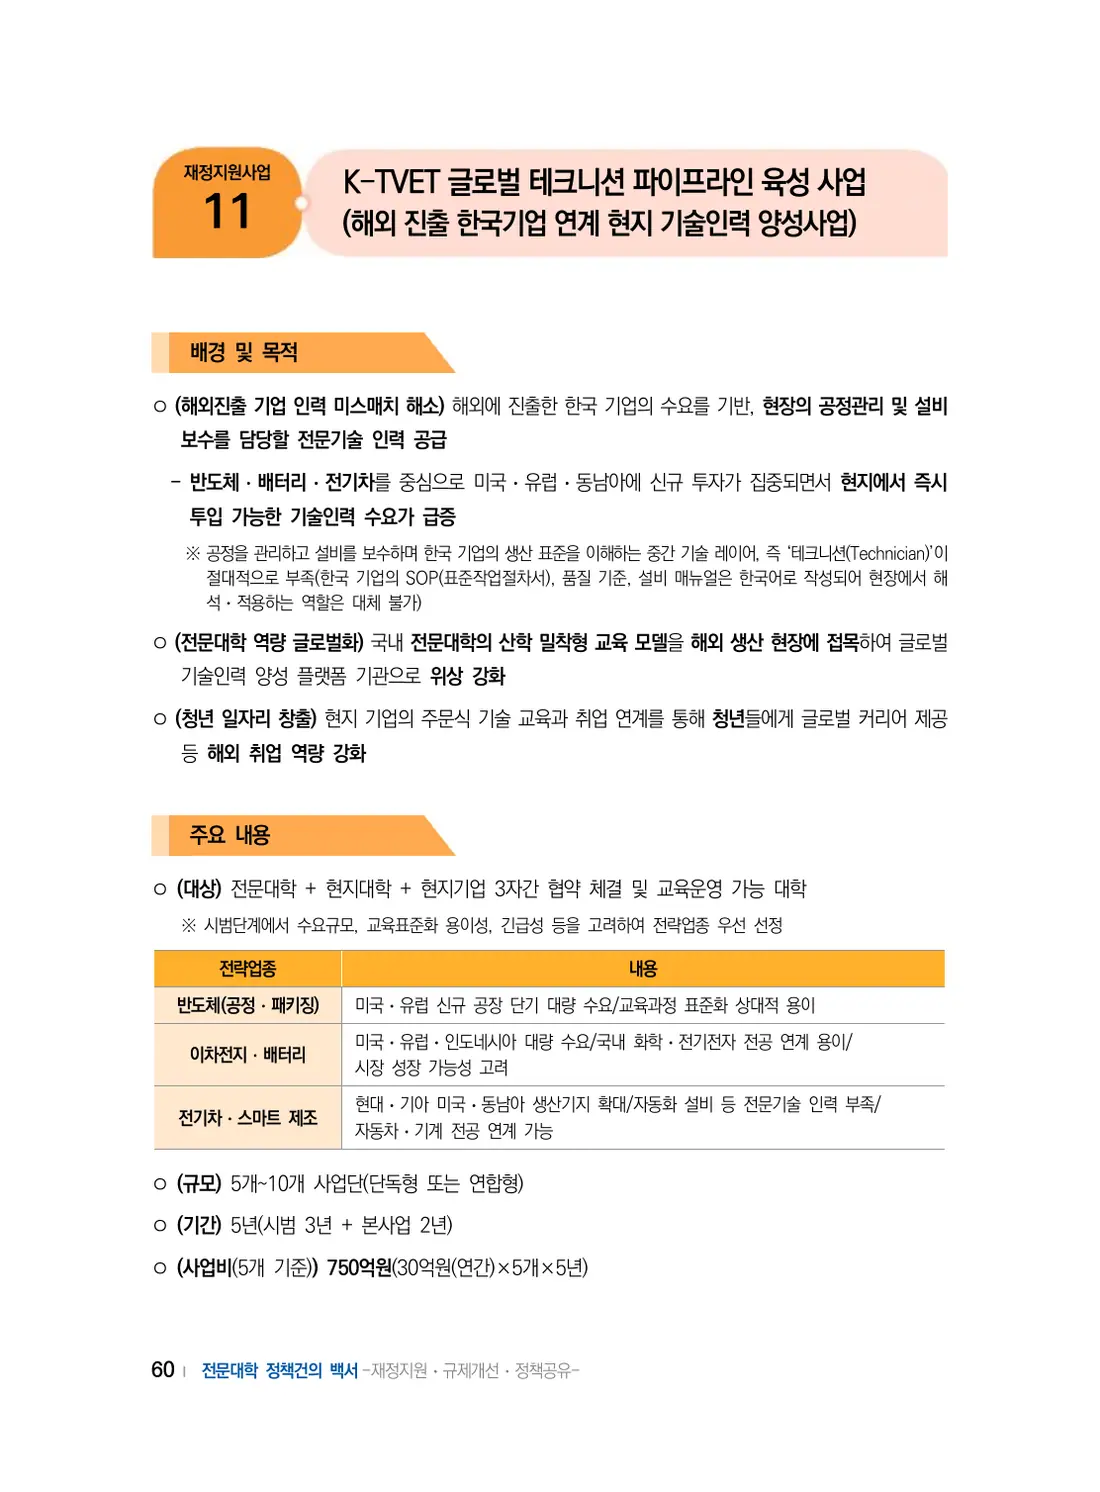 재정지원사업
11
K-TVET 글로벌 테크니션 파이프라인 육성 사업
(해외 진출 한국기업 연계 현지 기술인력 양성사업)
배경 및 목적
○ (해외진출 기업 인력 미스매치 해소) 해외에 진출한 한국 기업의 수요를 기반, 현장의 공정관리 및 설비
보수를 담당할 전문기술 인력 공급
- 반도체·배터리·전기차를 중심으로 미국·유럽·동남아에 신규 투자가 집중되면서 현지에서 즉시
투입 가능한 기술인력 수요가 급증
※ 공정을 관리하고 설비를 보수하며 한국 기업의 생산 표준을 이해하는 중간 기술 레이어, 즉 '테크니션(Technician)'이
절대적으로 부족(한국 기업의 SOP(표준작업절차서), 품질 기준, 설비 매뉴얼은 한국어로 작성되어 현장에서 해
석·적용하는 역할은 대체 불가)
○ (전문대학 역량 글로벌화) 국내 전문대학의 산학 밀착형 교육 모델을 해외 생산 현장에 접목하여 글로벌
기술인력 양성 플랫폼 기관으로 위상 강화
○ (청년 일자리 창출) 현지 기업의 주문식 기술 교육과 취업 연계를 통해 청년들에게 글로벌 커리어 제공
등 해외 취업 역량 강화
주요 내용
○ (대상) 전문대학 + 현지대학 + 현지기업 3자간 협약 체결 및 교육운영 가능 대학
※ 시범단계에서 수요규모, 교육표준화 용이성, 긴급성 등을 고려하여 전략업종 우선 선정
전략업종 내용
반도체(공정·패키징) 미국·유럽 신규 공장 단기 대량 수요/교육과정 표준화 상대적 용이
이차전지·배터리 미국·유럽·인도네시아 대량 수요/국내 화학·전기전자 전공 연계 용이/
시장 성장 가능성 고려
전기차·스마트 제조 현대·기아 미국·동남아 생산기지 확대/자동화 설비 등 전문기술 인력 부족/
자동차·기계 전공 연계 가능
○ (규모) 5개~10개 사업단(단독형 또는 연합형)
○ (기간) 5년(시범 3년 + 본사업 2년)
○ (사업비(5개 기준)) 750억원(30억원(연간)×5개×5년)
60 | 전문대학 정책건의 백서 -재정지원·규제개선·정책공유-